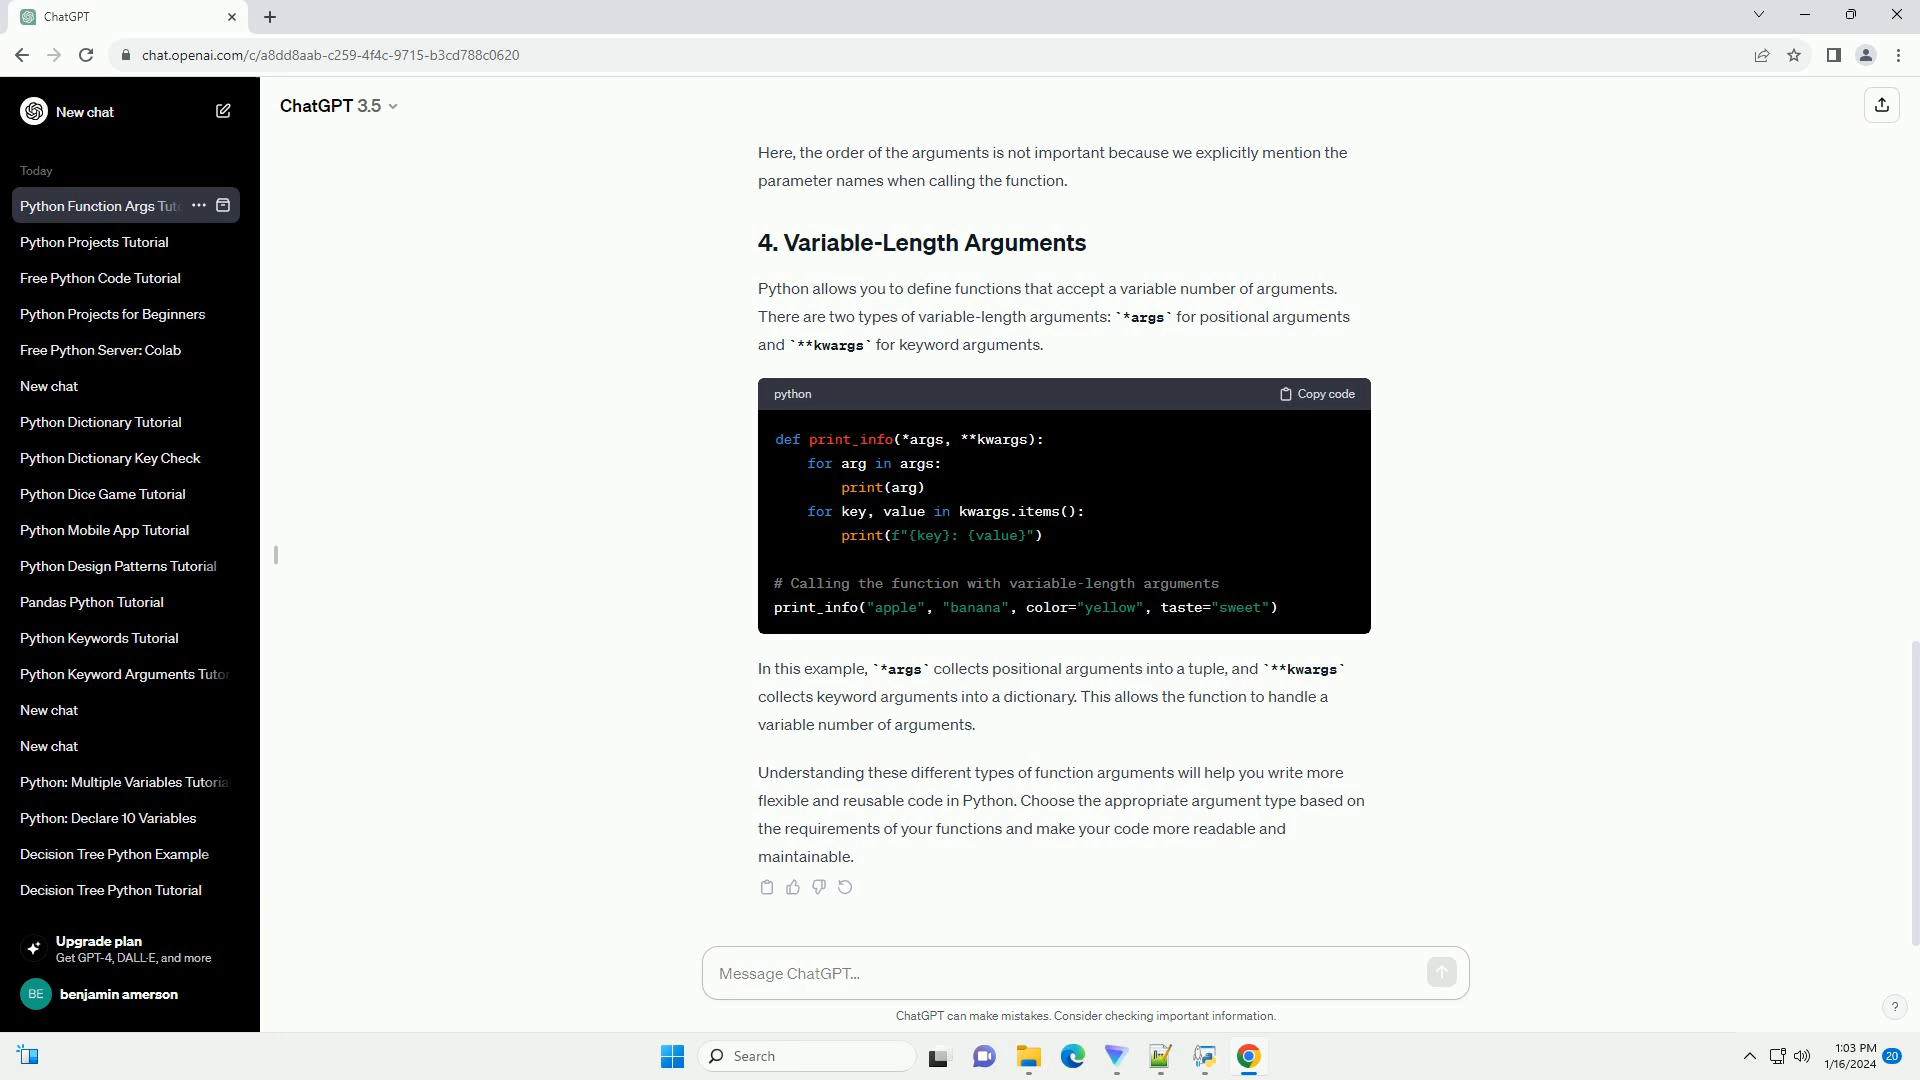 ChatGPT
chat.openai.com/c/a8dd8aab-c259-4f4c-9715-b3cd788c0620
New chat
Today
Python Function Args Tut
Python Projects Tutorial
Free Python Code Tutorial
Python Projects for Beginners
Free Python Server: Colab
New chat
Python Dictionary Tutorial
Python Dictionary Key Check
Python Dice Game Tutorial
Python Mobile App Tutorial
Python Design Patterns Tutorial
Pandas Python Tutorial
Python Keywords Tutorial
Python Keyword Arguments Tutor
New chat
New chat
Python: Multiple Variables Tutoria
Python: Declare 10 Variables
Decision Tree Python Example
Decision Tree Python Tutorial
Upgrade plan
Get GPT-4, DALL·E, and more
BE benjamin amerson
ChatGPT 3.5
Here, the order of the arguments is not important because we explicitly mention the
parameter names when calling the function.
4. Variable-Length Arguments
Python allows you to define functions that accept a variable number of arguments.
There are two types of variable-length arguments: `*args` for positional arguments
and `**kwargs` for keyword arguments.
python Copy code
def print_info(*args, **kwargs):
    for arg in args:
        print(arg)
    for key, value in kwargs.items():
        print(f"{key}: {value}")
# Calling the function with variable-length arguments
print_info("apple", "banana", color="yellow", taste="sweet")
In this example, `*args` collects positional arguments into a tuple, and `**kwargs`
collects keyword arguments into a dictionary. This allows the function to handle a
variable number of arguments.
Understanding these different types of function arguments will help you write more
flexible and reusable code in Python. Choose the appropriate argument type based on
the requirements of your functions and make your code more readable and
maintainable.
Message ChatGPT...
ChatGPT can make mistakes. Consider checking important information.
?
Search
1:03 PM
1/16/2024
20